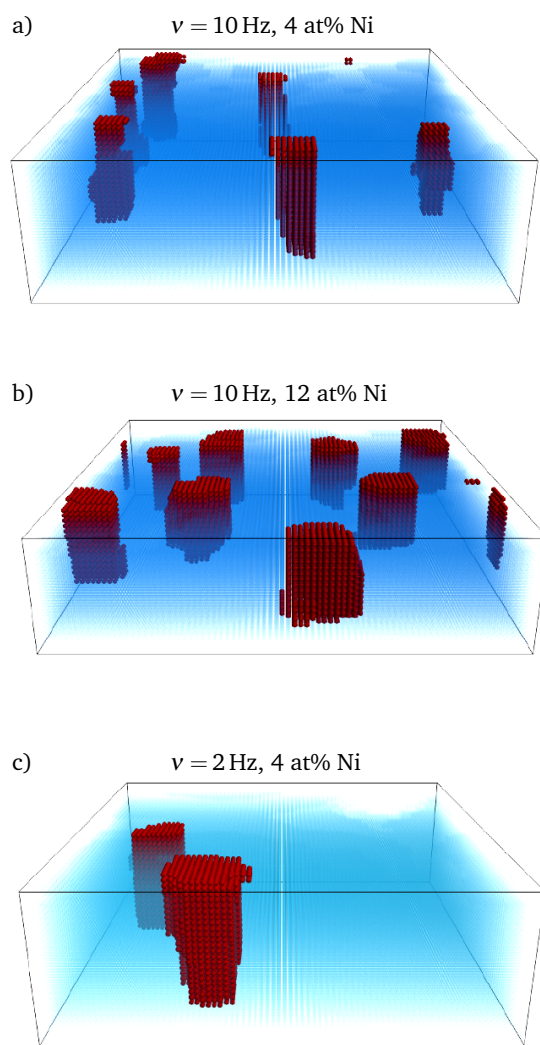 a)
ν = 10 Hz, 4 at% Ni
b)
ν = 10 Hz, 12 at% Ni
c)
ν = 2 Hz, 4 at% Ni